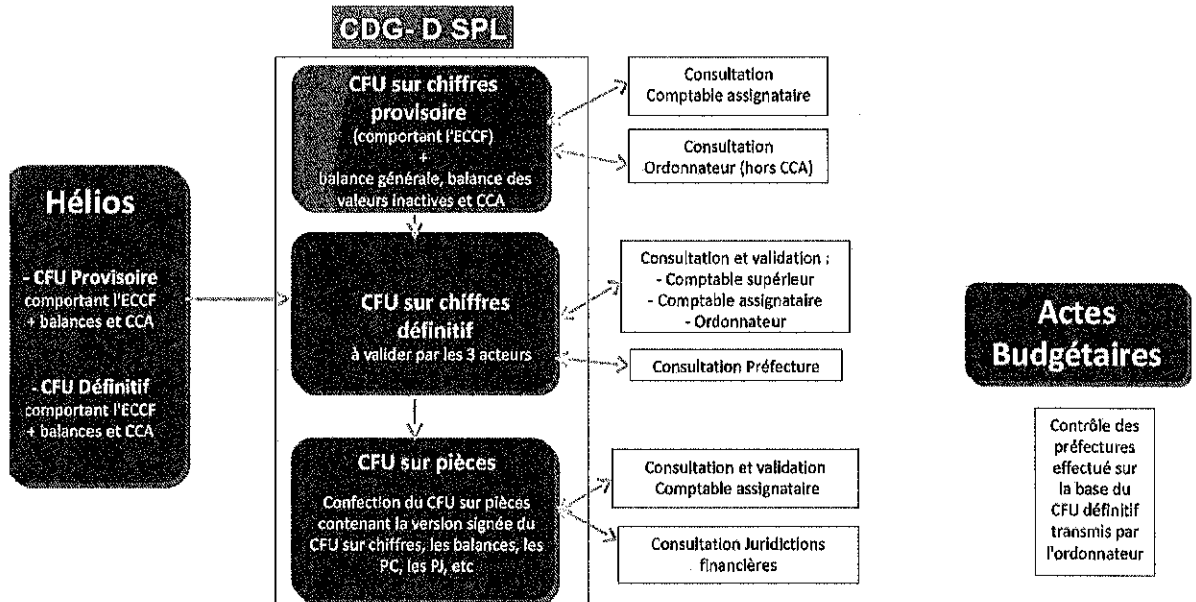 CDG- D SPL
Hélios
- CFU Provisoire
comportant l'ECCF
+ balances et CCA
- CFU Définitif
comportant l'ECCF
+ balances et CCA
CFU sur chiffres
provisoire
(comportant l'ECCF)
+
balance générale, balance des
valeurs inactives et CCA
CFU sur chiffres
définitif
à valider par les 3 acteurs
CFU sur pièces
Confection du CFU sur pièces
contenant la version signée du
CFU sur chiffres, les balances, les
PC, les PJ, etc
Consultation
Comptable assignataire
Consultation
Ordonnateur (hors CCA)
Consultation et validation :
- Comptable supérieur
- Comptable assignataire
- Ordonnateur
Consultation Préfecture
Consultation et validation
Comptable assignataire
Consultation Juridictions
financières
Actes
Budgétaires
Contrôle des
préfectures
effectué sur
la base du
CFU définitif
transmis par
l'ordonnateur